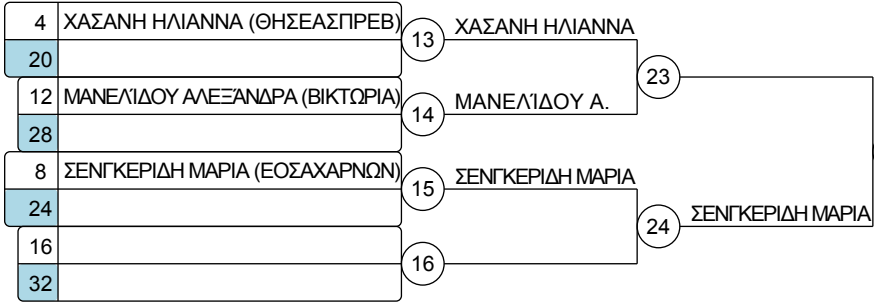 4 ΧΑΣΑΝΗ ΗΛΙΑΝΝΑ (ΘΗΣΕΑΣΠΡΕΒ)
13 ΧΑΣΑΝΗ ΗΛΙΑΝΝΑ
20
23
12 ΜΑΝΕΛΊΔΟΥ ΑΛΕΞΆΝΔΡΑ (ΒΙΚΤΩΡΙΑ)
14 ΜΑΝΕΛΊΔΟΥ Α.
28
8 ΣΕΝΓΚΕΡΙΔΗ ΜΑΡΙΑ (ΕΟΣΑΧΑΡΝΩΝ)
15 ΣΕΝΓΚΕΡΙΔΗ ΜΑΡΙΑ
24
24 ΣΕΝΓΚΕΡΙΔΗ ΜΑΡΙΑ
16
16
32